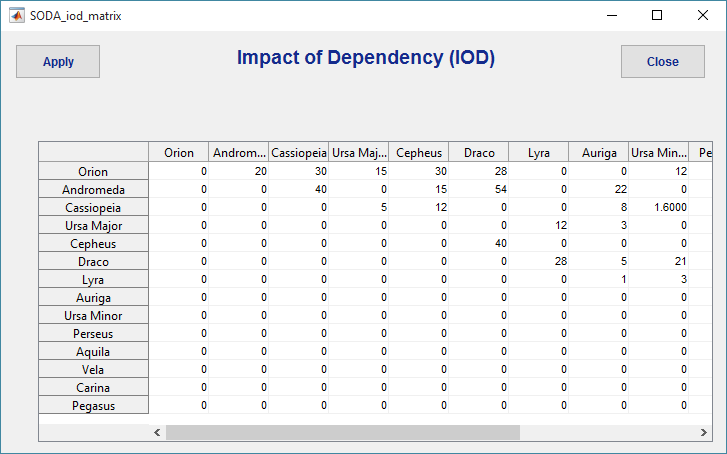 SODA_iod_matrix
Apply
Impact of Dependency (IOD)
Close
Orion Androm... Cassiopeia Ursa Maj... Cepheus Draco Lyra Auriga Ursa Min... Pe
Orion 0 20 30 15 30 28 0 0 12
Andromeda 0 0 40 0 15 54 0 22 0
Cassiopeia 0 0 0 5 12 0 0 8 1.6000
Ursa Major 0 0 0 0 0 0 12 3 0
Cepheus 0 0 0 0 0 40 0 0 0
Draco 0 0 0 0 0 0 28 5 21
Lyra 0 0 0 0 0 0 0 1 3
Auriga 0 0 0 0 0 0 0 0 0
Ursa Minor 0 0 0 0 0 0 0 0 0
Perseus 0 0 0 0 0 0 0 0 0
Aquila 0 0 0 0 0 0 0 0 0
Vela 0 0 0 0 0 0 0 0 0
Carina 0 0 0 0 0 0 0 0 0
Pegasus 0 0 0 0 0 0 0 0 0